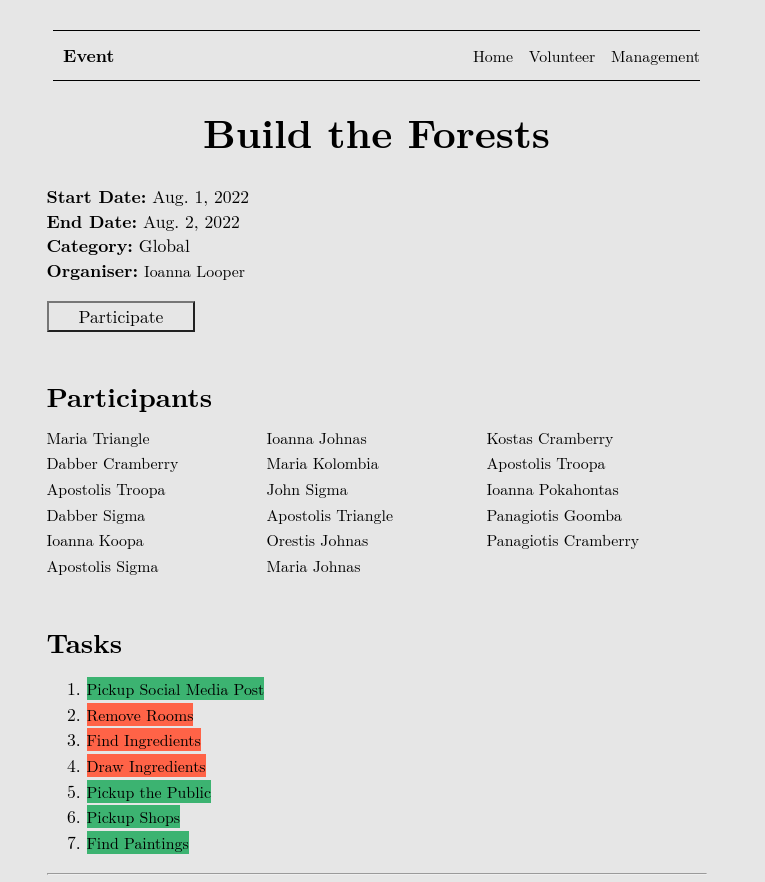 Event Home Volunteer Management
Build the Forests
Start Date: Aug. 1, 2022
End Date: Aug. 2, 2022
Category: Global
Organiser: Ioanna Looper
Participate
Participants
Maria Triangle Ioanna Johnas Kostas Cramberry
Dabber Cramberry Maria Kolombia Apostolis Troopa
Apostolis Troopa John Sigma Ioanna Pokahontas
Dabber Sigma Apostolis Triangle Panagiotis Goomba
Ioanna Koopa Orestis Johnas Panagiotis Cramberry
Apostolis Sigma Maria Johnas
Tasks
1. Pickup Social Media Post
2. Remove Rooms
3. Find Ingredients
4. Draw Ingredients
5. Pickup the Public
6. Pickup Shops
7. Find Paintings